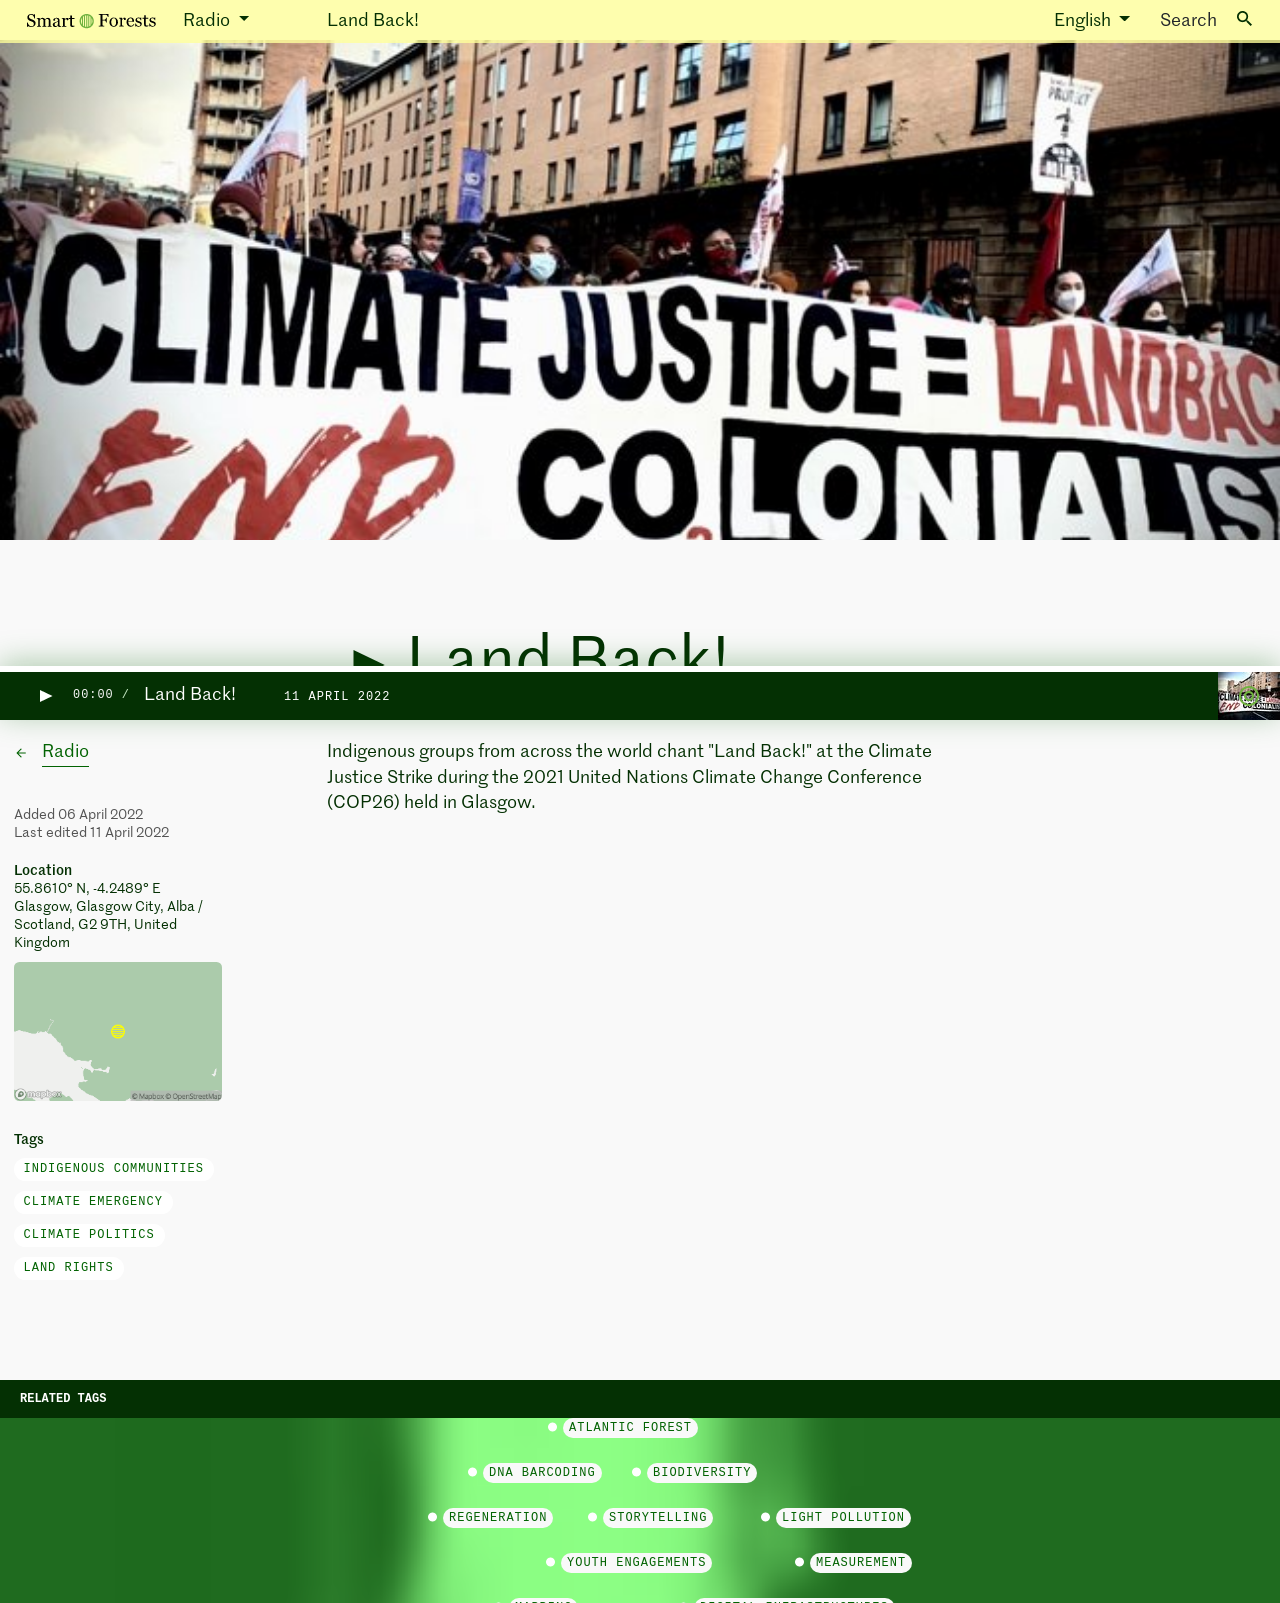 Smart Forests Radio Land Back! English Search
PROTECT
CLIMATE JUSTICE = LANDBAC
END COLONIALIS
▶ Land Back!
▶ 00:00 / Land Back! 11 APRIL 2022
← Radio
Indigenous groups from across the world chant "Land Back!" at the Climate
Justice Strike during the 2021 United Nations Climate Change Conference
(COP26) held in Glasgow.
Added 06 April 2022
Last edited 11 April 2022
Location
55.8610° N, -4.2489° E
Glasgow, Glasgow City, Alba /
Scotland, G2 9TH, United
Kingdom
mapbox © Mapbox © OpenStreetMap
Tags
INDIGENOUS COMMUNITIES
CLIMATE EMERGENCY
CLIMATE POLITICS
LAND RIGHTS
RELATED TAGS
ATLANTIC FOREST
DNA BARCODING BIODIVERSITY
REGENERATION STORYTELLING LIGHT POLLUTION
YOUTH ENGAGEMENTS MEASUREMENT
MAPPING DIGITAL INFRASTRUCTURES